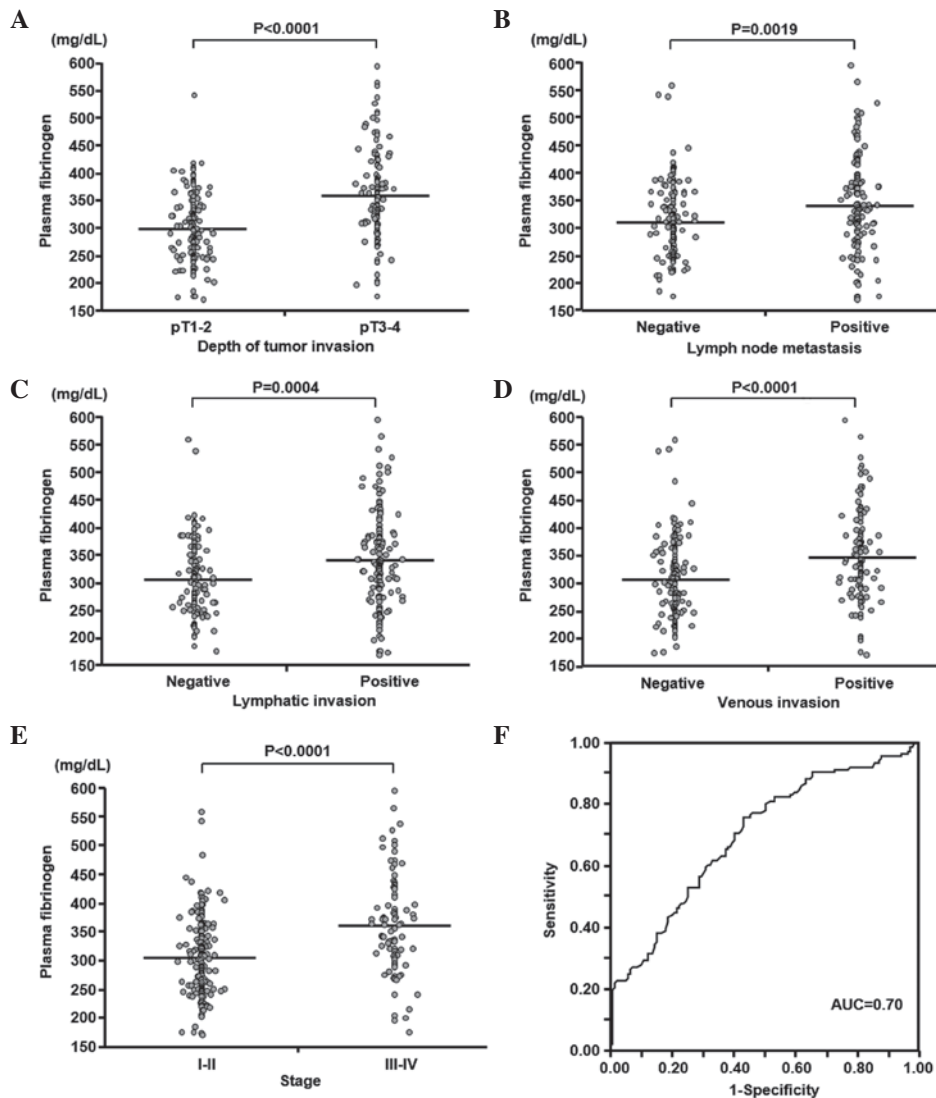 A
(mg/dL)
P<0.0001
600
550
500
450
400
350
300
250
200
150
Plasma fibrinogen
pT1-2
pT3-4
Depth of tumor invasion
B
(mg/dL)
P=0.0019
600
550
500
450
400
350
300
250
200
150
Plasma fibrinogen
Negative
Positive
Lymph node metastasis
C
(mg/dL)
P=0.0004
600
550
500
450
400
350
300
250
200
150
Plasma fibrinogen
Negative
Positive
Lymphatic invasion
D
(mg/dL)
P<0.0001
600
550
500
450
400
350
300
250
200
150
Plasma fibrinogen
Negative
Positive
Venous invasion
E
(mg/dL)
P<0.0001
600
550
500
450
400
350
300
250
200
150
Plasma fibrinogen
I-II
III-IV
Stage
F
1.00
0.80
0.60
0.40
0.20
0.00
Sensitivity
AUC=0.70
0.00
0.20
0.40
0.60
0.80
1.00
1-Specificity